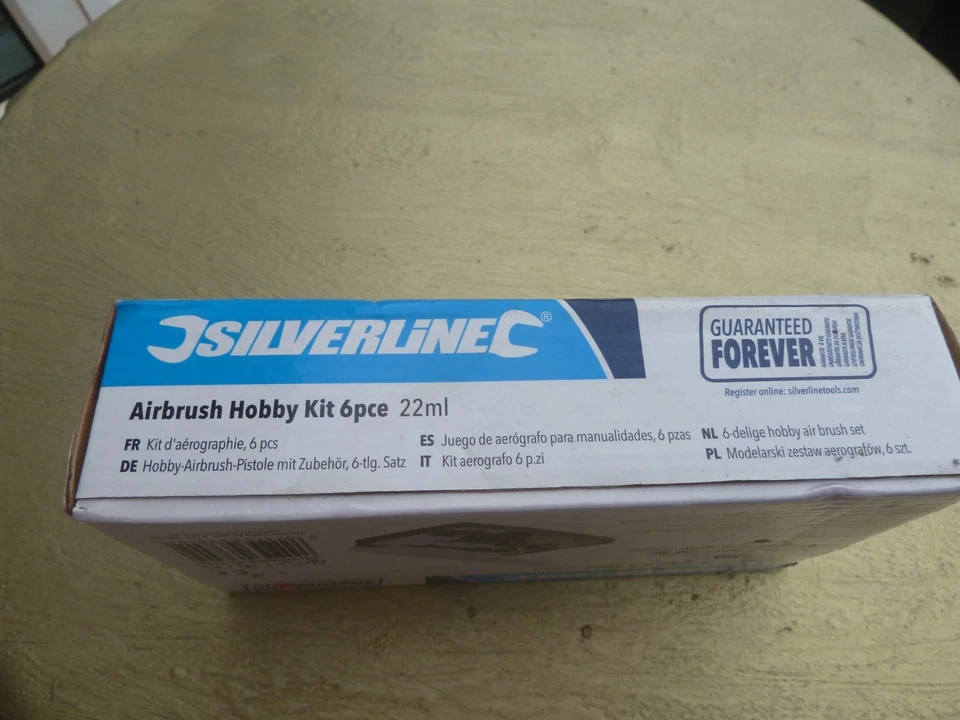 SILVERLINE®
GUARANTEED
FOREVER
Register online: silverlinetools.com
Airbrush Hobby Kit 6pce 22ml
FR Kit d'aérographie, 6 pcs
DE Hobby-Airbrush-Pistole mit Zubehör, 6-tlg. Satz
ES Juego de aerógrafo para manualidades, 6 pzas
IT Kit aerografo 6 p.zi
NL 6-delige hobby air brush set
PL Modelarski zestaw aerografów, 6 szt.